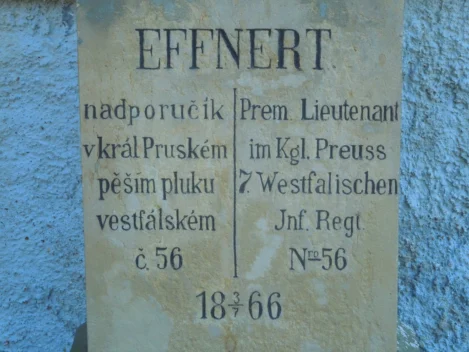 EFFNERT
nadporučík
v král Pruském
pěším pluku
vestfálském
č. 56
Prem Lieutenant
im Kgl. Preuss
7 Westfalischen
Jnf. Regt
Nro 56
18 3/7 66